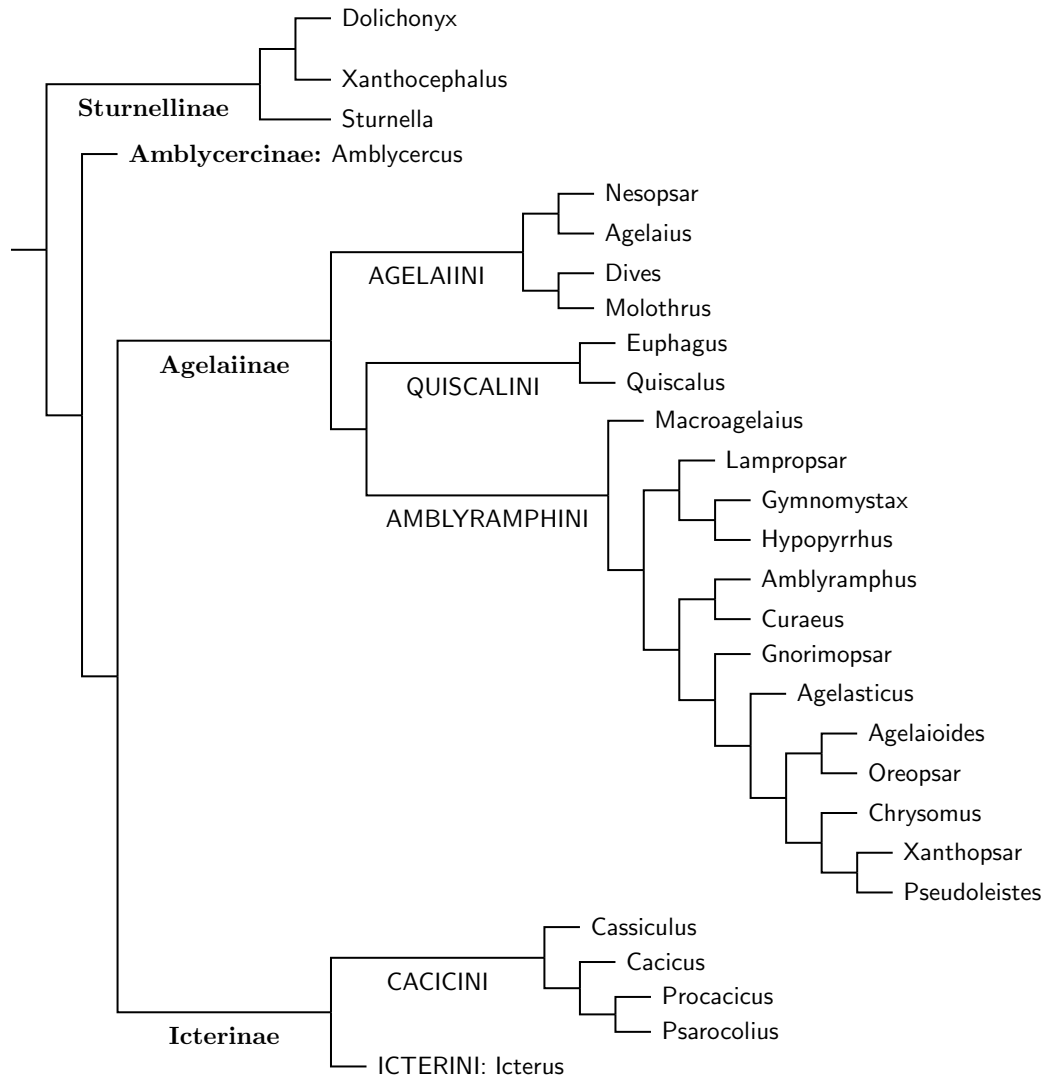 Dolichonyx
Xanthocephalus
Sturnellinae
Sturnella
Amblycercinae: Amblycercus
Nesopsar
Agelaius
AGELAIINI
Dives
Molothrus
Euphagus
Agelaiinae
QUISCALINI
Quiscalus
Macroagelaius
Lampropsar
Gymnomystax
AMBLYRAMPHINI
Hypopyrrhus
Amblyramphus
Curaeus
Gnorimopsar
Agelasticus
Agelaioides
Oreopsar
Chrysomus
Xanthopsar
Pseudoleistes
Cassiculus
Cacicus
CACICINI
Procacicus
Psarocolius
Icterinae
ICTERINI: Icterus